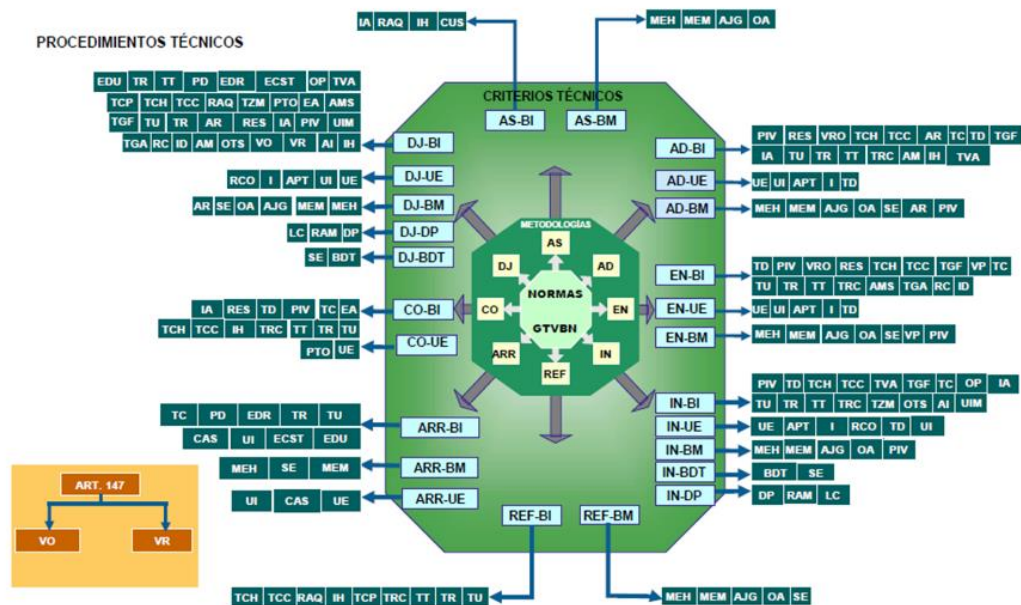 IA RAQ IH CUS
MEH MEM AJG OA
PROCEDIMIENTOS TÉCNICOS
EDU TR TT PD EDR ECST OP TVA
TCP TCH TCC RAQ TZM PTO EA AMS
TGF TU TR AR RES IA PIV UIM
TGA RC ID AM OTS VO VR AI IH
RCO I APT UI UE
AR SE OA AJG MEM MEH
LC RAM DP
SE BDT
IA RES TD PIV TC EA
TCH TCC IH TRC TT TR TU
PTO UE
TC PD EDR TR TU
CAS UI ECST EDU
MEH SE MEM
UI CAS UE
CRITERIOS TÉCNICOS
AS-BI AS-BM
DJ-BI
DJ-UE
DJ-BM
DJ-DP
DJ-BDT
CO-BI
CO-UE
ARR-BI
ARR-BM
ARR-UE
METODOLOGÍAS
AS
DJ AD
NORMAS
CO EN
GTVBN
ARR IN
REF
AD-BI
AD-UE
AD-BM
EN-BI
EN-UE
EN-BM
IN-BI
IN-UE
IN-BM
IN-BDT
IN-DP
REF-BI REF-BM
PIV RES VRO TCH TCC AR TC TD TGF
IA TU TR TT TRC AM IH TVA
UE UI APT I TD
MEH MEM AJG OA SE AR PIV
TD PIV VRO RES TCH TCC TGF VP TC
TU TR TT TRC AMS TGA RC ID
UE UI APT I TD
MEH MEM AJG OA SE VP PIV
PIV TD TCH TCC TVA TGF TC OP IA
TU TR TT TRC TZM OTS AI UIM
UE APT I RCO TD UI
MEH MEM AJG OA PIV
BDT SE
DP RAM LC
ART. 147
VO VR
TCH TCC RAQ IH TCP TRC TT TR TU
MEH MEM AJG OA SE